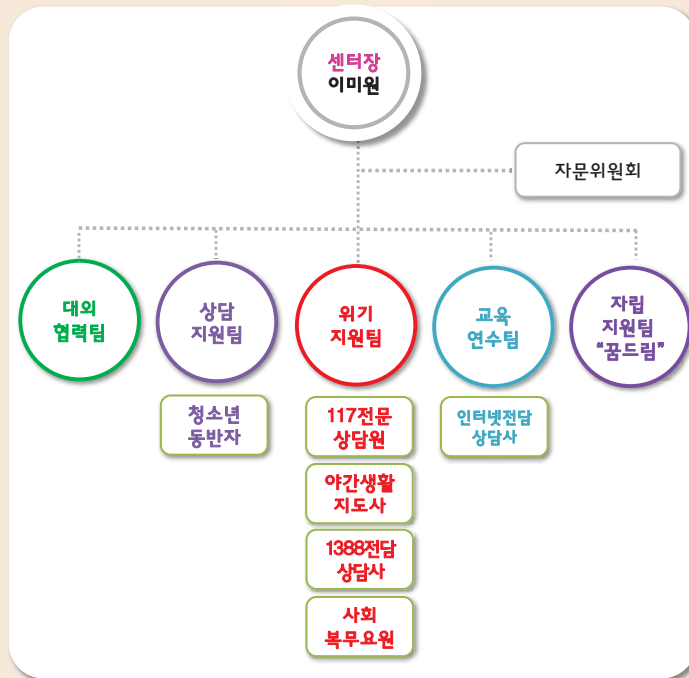 센터장
이미원
자문위원회
대외
협력팀
상담
지원팀
위기
지원팀
교육
연수팀
자립
지원팀
“꿈드림”
청소년
동반자
117전문
상담원
인터넷전담
상담사
야간생활
지도사
1388전담
상담사
사회
복무요원